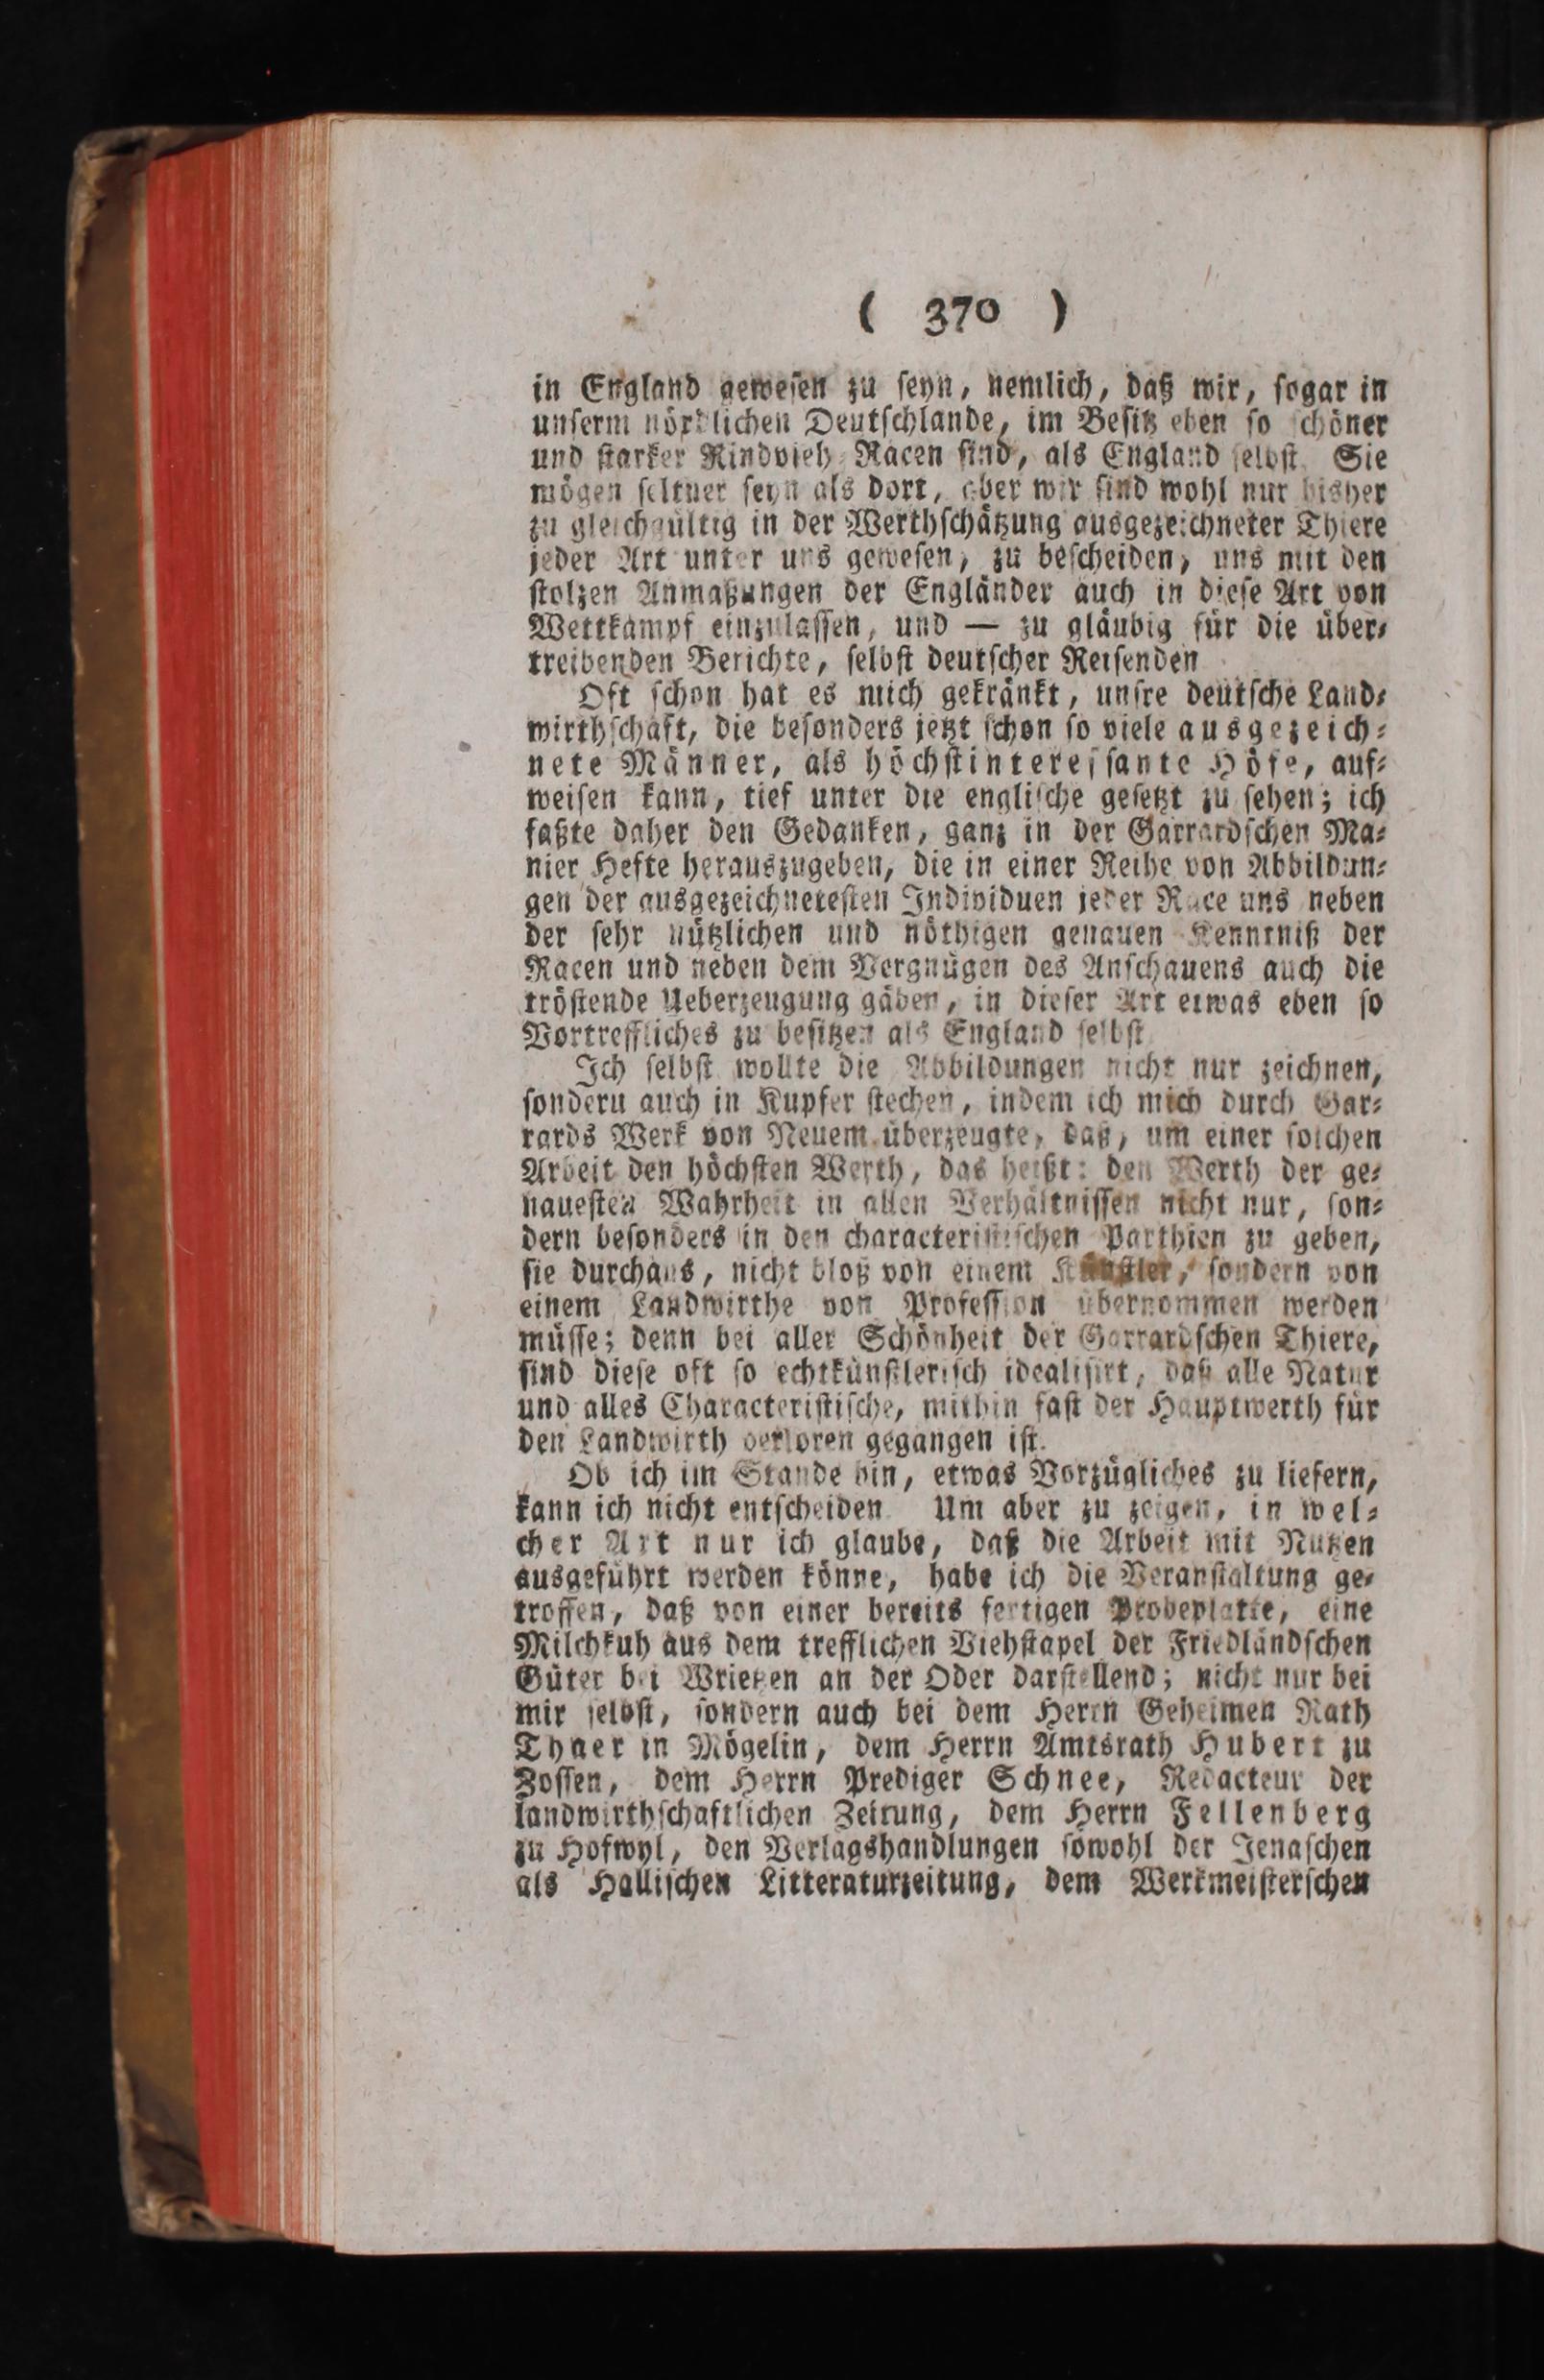 ( 370 )
in England gewesen zu seyn, nemlich, daß wir, sogar in
unserm nördlichen Deutschlande, im Besitz eben so schöner
und starker Rindvieh Racen sind, als England selbst. Sie
mögen seltner seyn als dort, aber wir sind wohl nur bisher
zu gleichgültig in der Werthschätzung ausgezeichneter Thiere
jeder Art unter uns gewesen, zu bescheiden, uns mit den
stolzen Anmaßungen der Engländer auch in diese Art von
Wettkampf einzulassen, und — zu gläubig für die über-
treibenden Berichte, selbst deutscher Reisenden
Oft schon hat es mich gekränkt, unsre deutsche Land-
wirthschaft, die besonders jetzt schon so viele ausgezeich-
nete Männer, als höchstinteressante Höfe, auf-
weisen kann, tief unter die englische gesetzt zu sehen; ich
faßte daher den Gedanken, ganz in der Garrardschen Ma-
nier Hefte herauszugeben, die in einer Reihe von Abbildun-
gen der ausgezeichnetesten Individuen jeder Race uns neben
der sehr nützlichen und nöthigen genauen Kenntniß der
Racen und neben dem Vergnügen des Anschauens auch die
tröstende Ueberzeugung gäben, in dieser Art etwas eben so
Vortreffliches zu besitzen als England selbst
Ich selbst wollte die Abbildungen nicht nur zeichnen,
sondern auch in Kupfer stechen, indem ich mich durch Gar-
rards Werk von Neuem überzeugte, daß, um einer solchen
Arbeit den höchsten Werth, das heißt: den Werth der ge-
nauesten Wahrheit in allen Verhältnissen nicht nur, son-
dern besonders in den characteristischen Parthien zu geben,
sie durchaus, nicht bloß von einem Künstler, sondern von
einem Landwirthe von Profession übernommen werden
müsse; denn bei aller Schönheit der Garrardschen Thiere,
sind diese oft so echtkünstlerisch idealisirt, daß alle Natur
und alles Characteristische, mithin fast der Hauptwerth für
den Landwirth verloren gegangen ist.
Ob ich im Stande bin, etwas Vorzügliches zu liefern,
kann ich nicht entscheiden. Um aber zu zeigen, in wel-
cher Art nur ich glaube, daß die Arbeit mit Nutzen
ausgeführt werden könne, habe ich die Veranstaltung ge-
troffen, daß von einer bereits fertigen Probeplatte, eine
Milchkuh aus dem trefflichen Viehstapel der Friedländschen
Güter bei Wrietzen an der Oder darstellend; nicht nur bei
mir selbst, sondern auch bei dem Herrn Geheimen Rath
Thaer in Mögelin, dem Herrn Amtsrath Hubert zu
Zossen, dem Herrn Prediger Schnee, Redacteur der
landwirthschaftlichen Zeitung, dem Herrn Fellenberg
zu Hofwyl, den Verlagshandlungen sowohl der Jenaschen
als Hallischen Litteraturzeitung, dem Werkmeisterschen